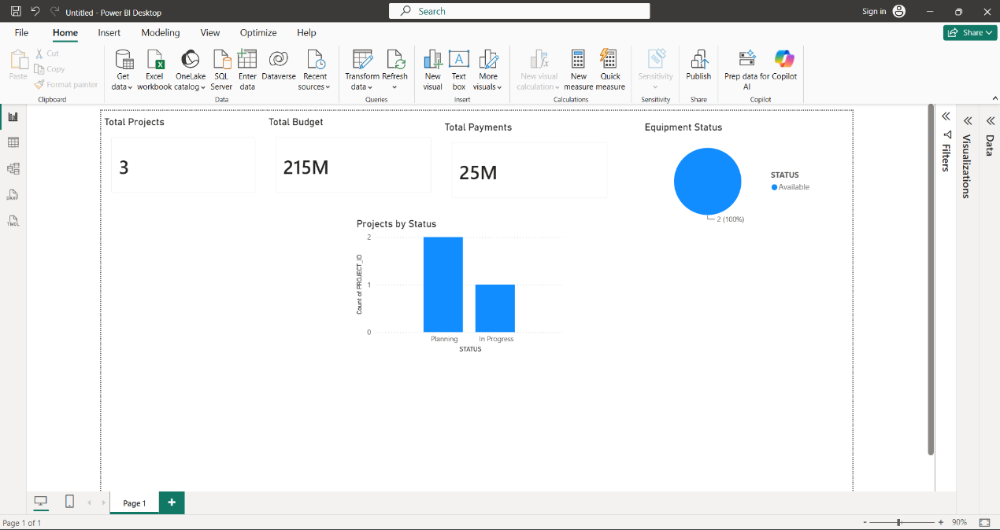 Untitled - Power BI Desktop
Search
Sign in
File Home Insert Modeling View Optimize Help
Share
Paste
Cut
Copy
Format painter
Clipboard
Get data
Excel workbook
OneLake catalog
SQL Server
Enter data
Dataverse
Recent sources
Data
Transform data
Refresh
Queries
New visual
Text box
More visuals
Insert
New visual calculation
New measure
Quick measure
Calculations
Sensitivity
Sensitivity
Publish
Share
Prep data for AI
Copilot
Copilot
DAX
TMDL
Total Projects
3
Total Budget
215M
Total Payments
25M
Equipment Status
STATUS
Available
2 (100%)
Projects by Status
Count of PROJECT_ID
2
1
0
Planning
In Progress
STATUS
Filters
Visualizations
Data
Page 1
+
Page 1 of 1
- + 90%